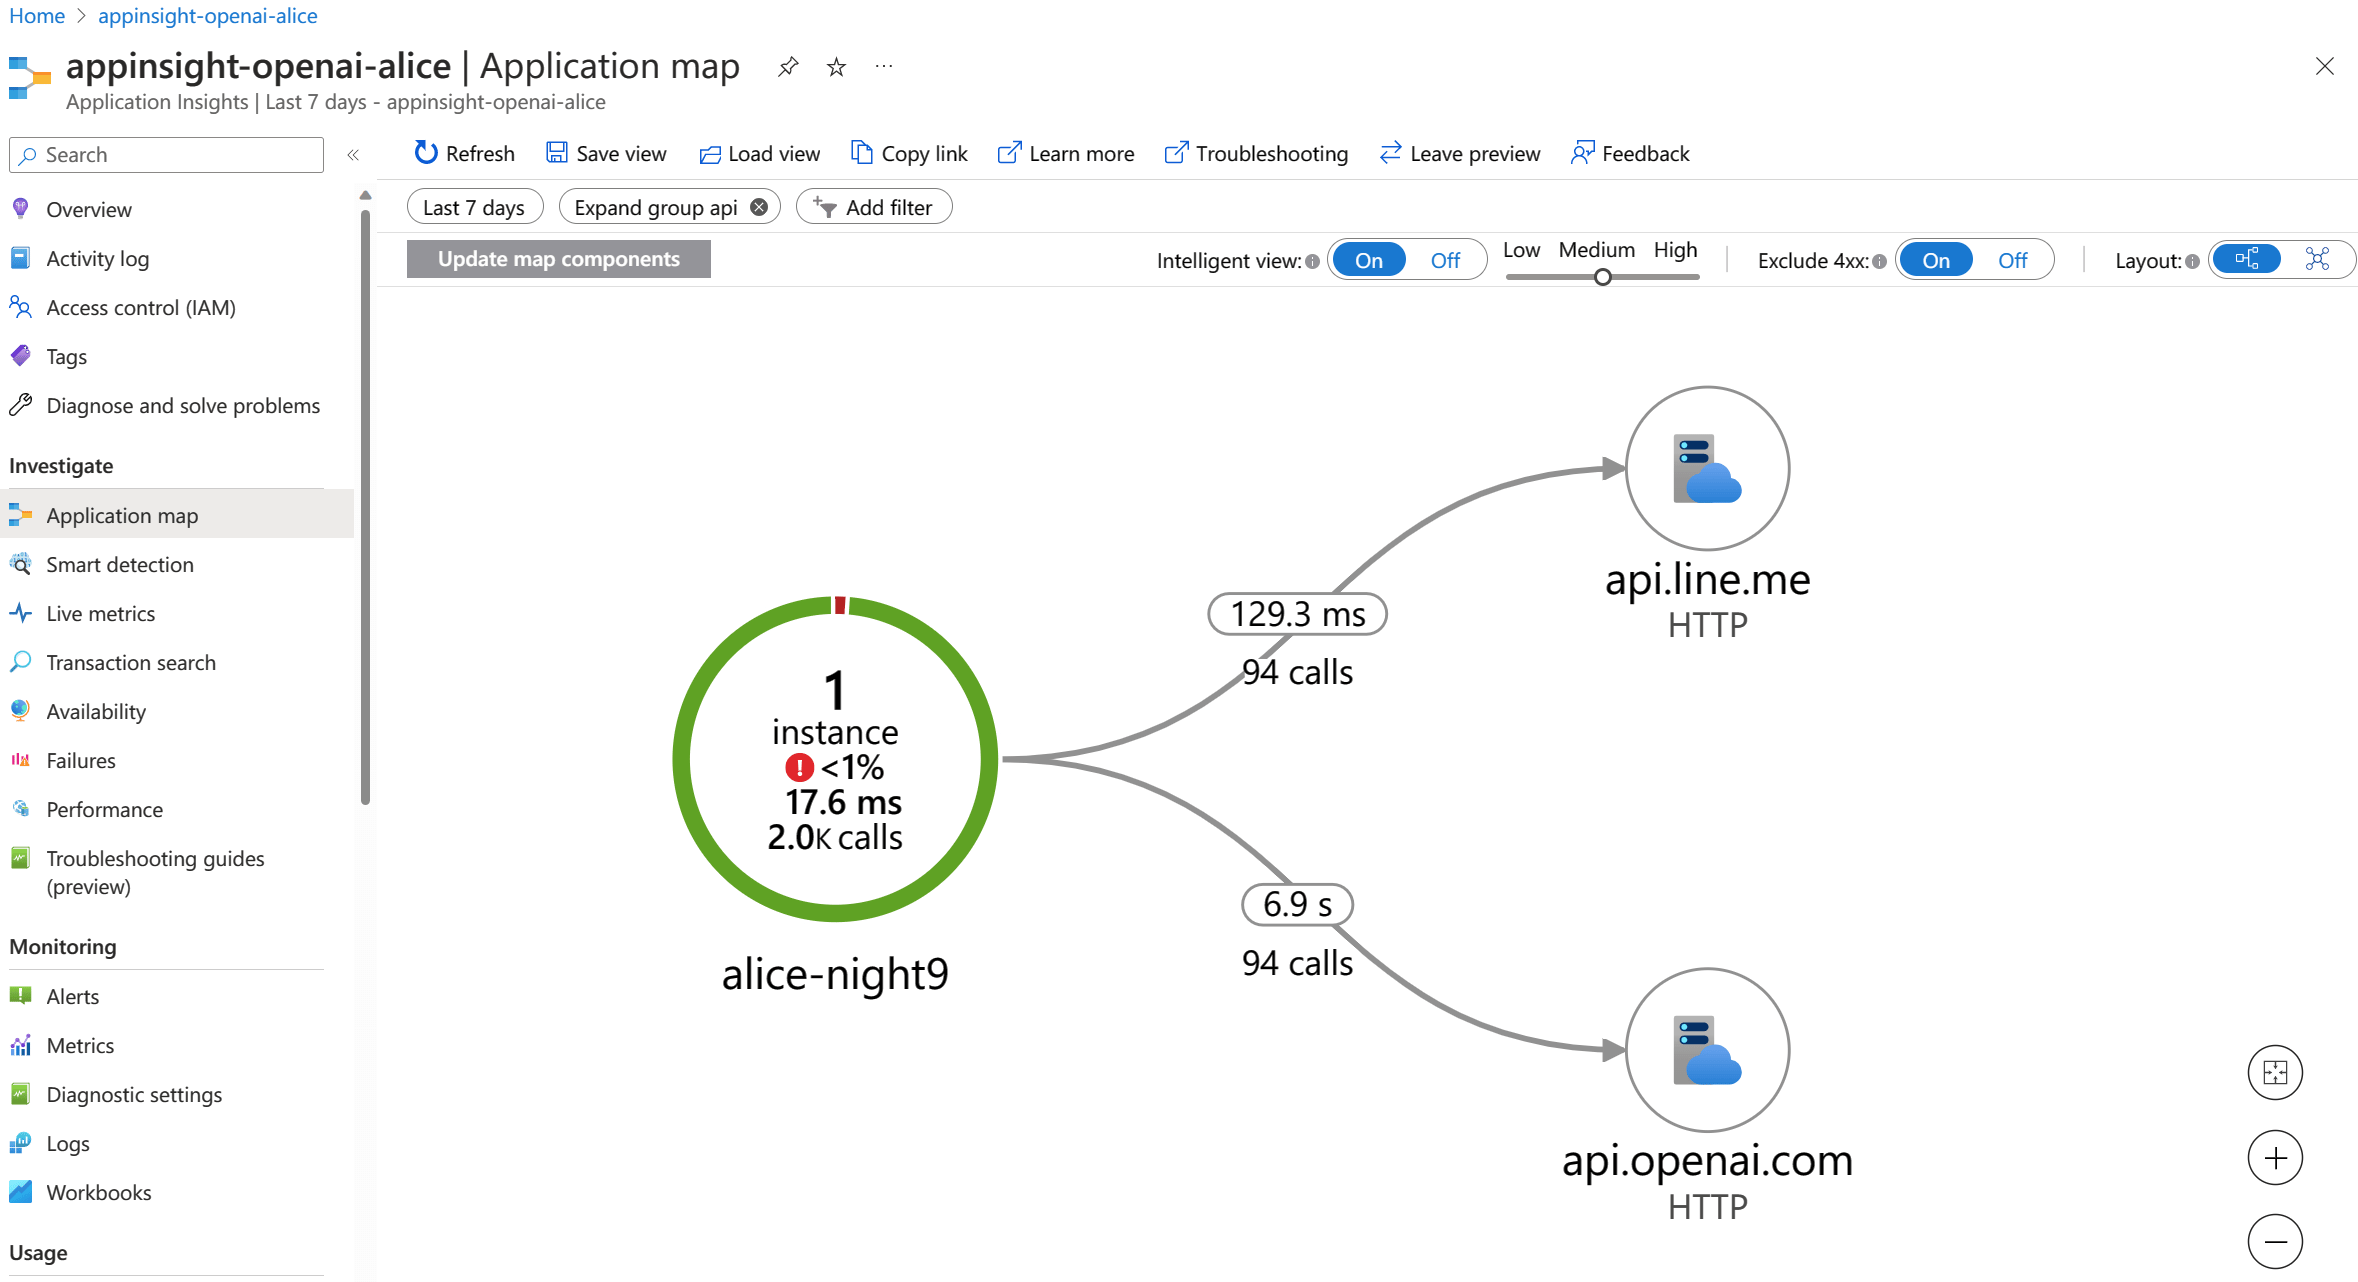 Home > appinsight-openai-alice
appinsight-openai-alice | Application map
Application Insights | Last 7 days - appinsight-openai-alice
Search
Overview
Activity log
Access control (IAM)
Tags
Diagnose and solve problems
Investigate
Application map
Smart detection
Live metrics
Transaction search
Availability
Failures
Performance
Troubleshooting guides
(preview)
Monitoring
Alerts
Metrics
Diagnostic settings
Logs
Workbooks
Usage
Refresh Save view Load view Copy link Learn more Troubleshooting Leave preview Feedback
Last 7 days Expand group api Add filter
Update map components Intelligent view: On Off Low Medium High Exclude 4xx: On Off Layout:
1
instance
<1%
17.6 ms
2.0K calls
alice-night9
129.3 ms
94 calls
api.line.me
HTTP
6.9 s
94 calls
api.openai.com
HTTP